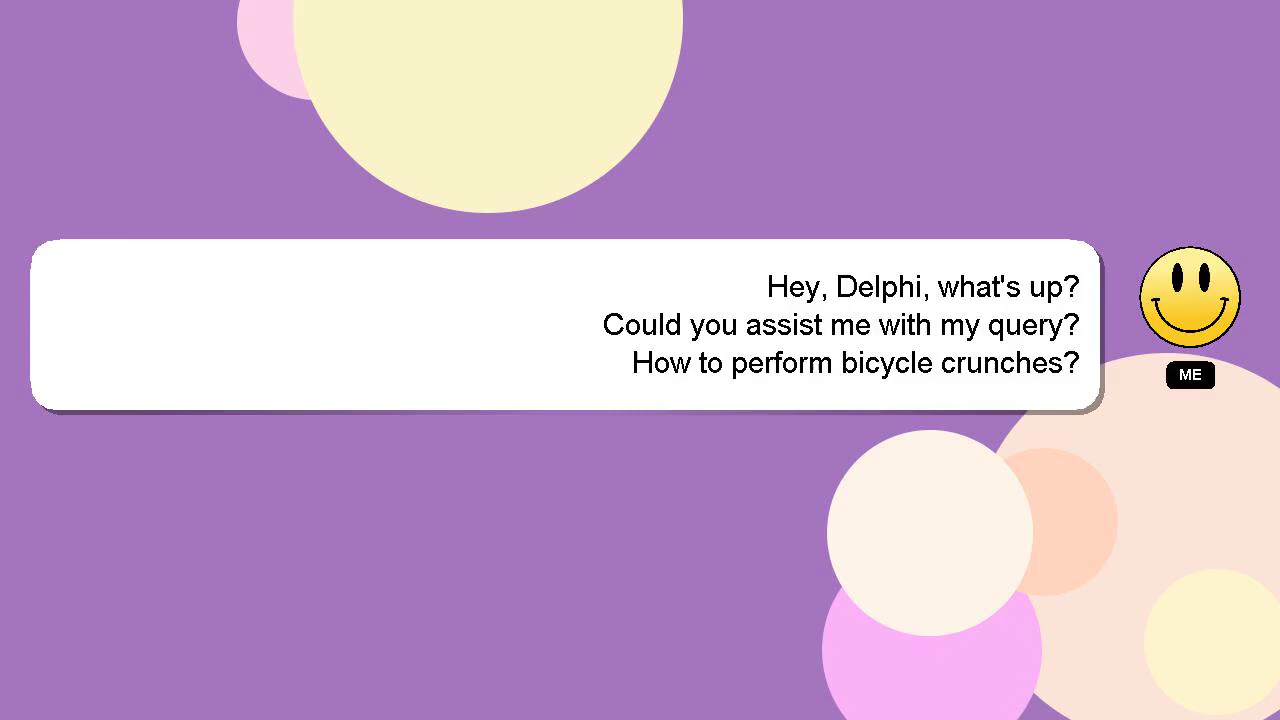 Hey, Delphi, what's up?
Could you assist me with my query?
How to perform bicycle crunches?
ME